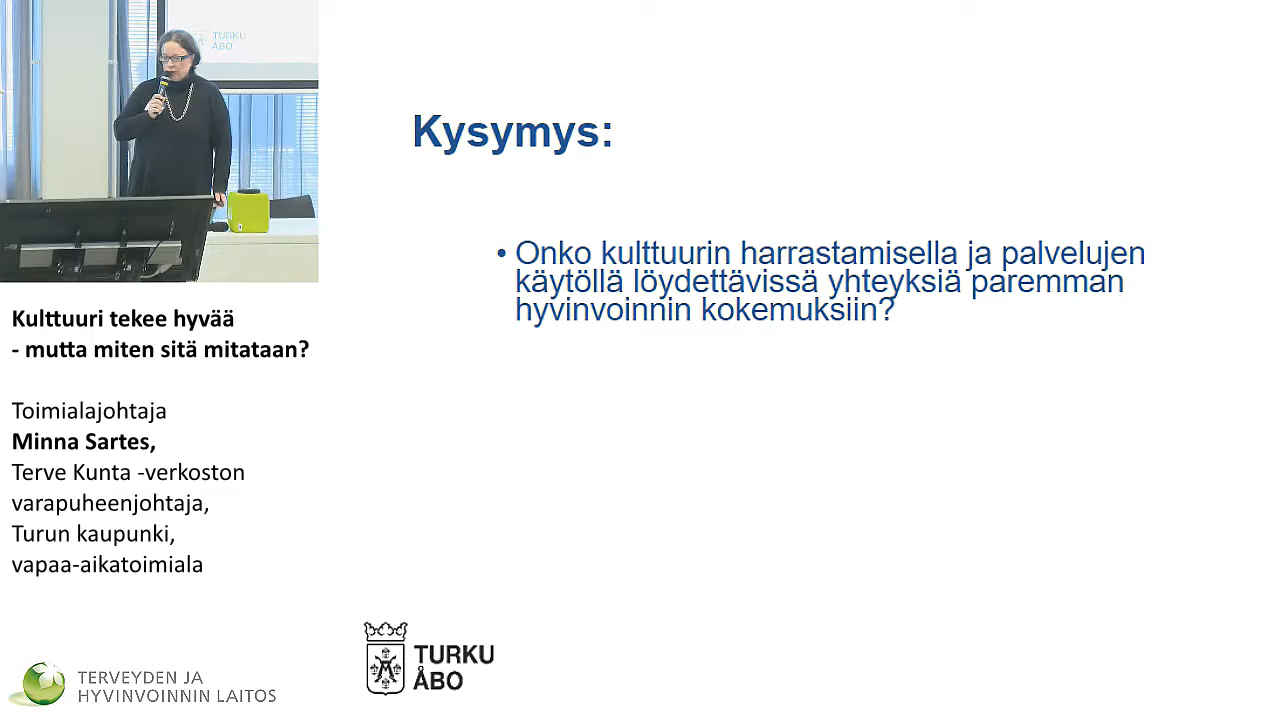 TURKU
ÅBO
Kysymys:
• Onko kulttuurin harrastamisella ja palvelujen
käytöllä löydettävissä yhteyksiä paremman
hyvinvoinnin kokemuksiin?
Kulttuuri tekee hyvää
- mutta miten sitä mitataan?
Toimialajohtaja
Minna Sartes,
Terve Kunta -verkoston
varapuheenjohtaja,
Turun kaupunki,
vapaa-aikatoimiala
TERVEYDEN JA
HYVINVOINNIN LAITOS
TURKU
ÅBO